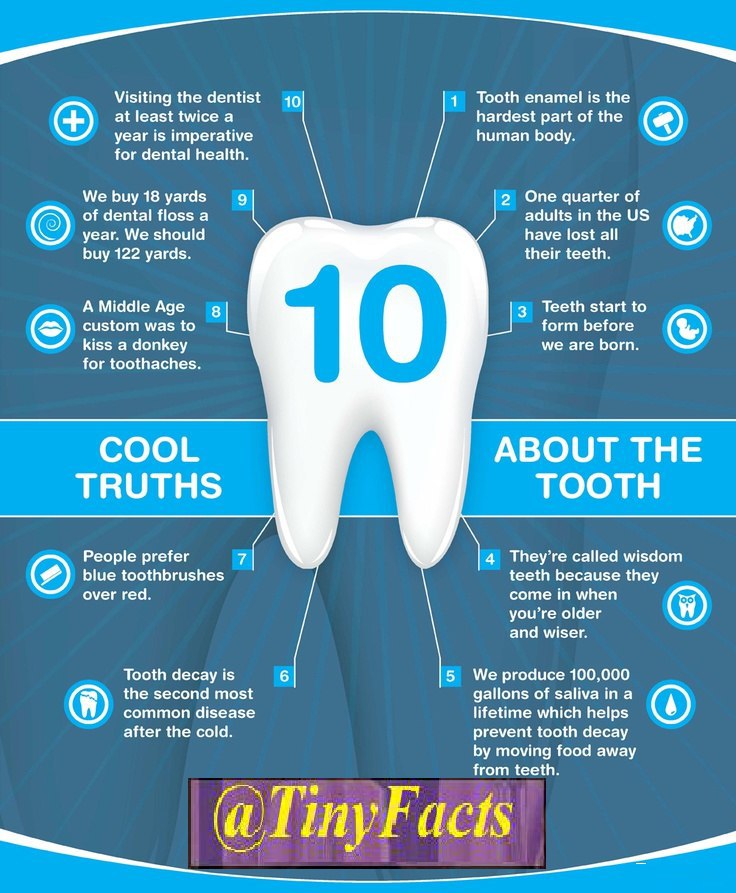 10
Visiting the dentist
at least twice a
year is imperative
for dental health.
1
Tooth enamel is the
hardest part of the
human body.
9
We buy 18 yards
of dental floss a
year. We should
buy 122 yards.
2
One quarter of
adults in the US
have lost all
their teeth.
8
A Middle Age
custom was to
kiss a donkey
for toothaches.
3
Teeth start to
form before
we are born.
10
COOL
TRUTHS
ABOUT THE
TOOTH
7
People prefer
blue toothbrushes
over red.
4
They're called wisdom
teeth because they
come in when
you're older
and wiser.
6
Tooth decay is
the second most
common disease
after the cold.
5
We produce 100,000
gallons of saliva in a
lifetime which helps
prevent tooth decay
by moving food away
from teeth.
@TinyFacts